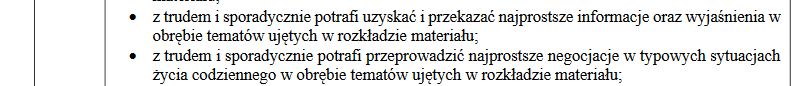 • z trudem i sporadycznie potrafi uzyskać i przekazać najprostsze informacje oraz wyjaśnienia w
obrębie tematów ujętych w rozkładzie materiału;
• z trudem i sporadycznie potrafi przeprowadzić najprostsze negocjacje w typowych sytuacjach
życia codziennego w obrębie tematów ujętych w rozkładzie materiału;